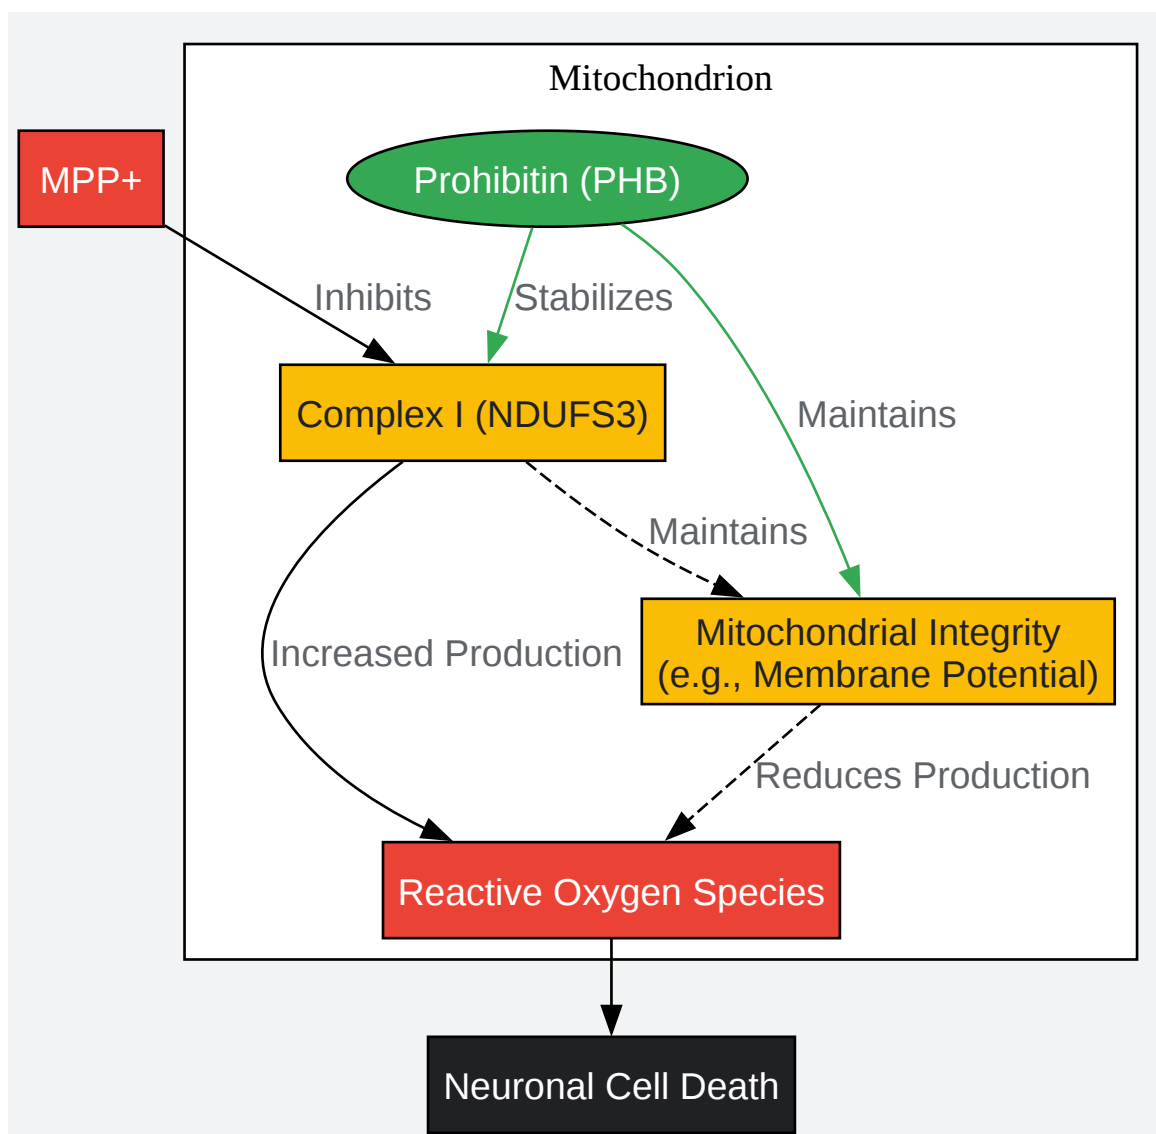 Mitochondrion
MPP+
Prohibitin (PHB)
Inhibits
Stabilizes
Complex I (NDUFS3)
Maintains
Maintains
Mitochondrial Integrity
(e.g., Membrane Potential)
Increased Production
Reduces Production
Reactive Oxygen Species
Neuronal Cell Death